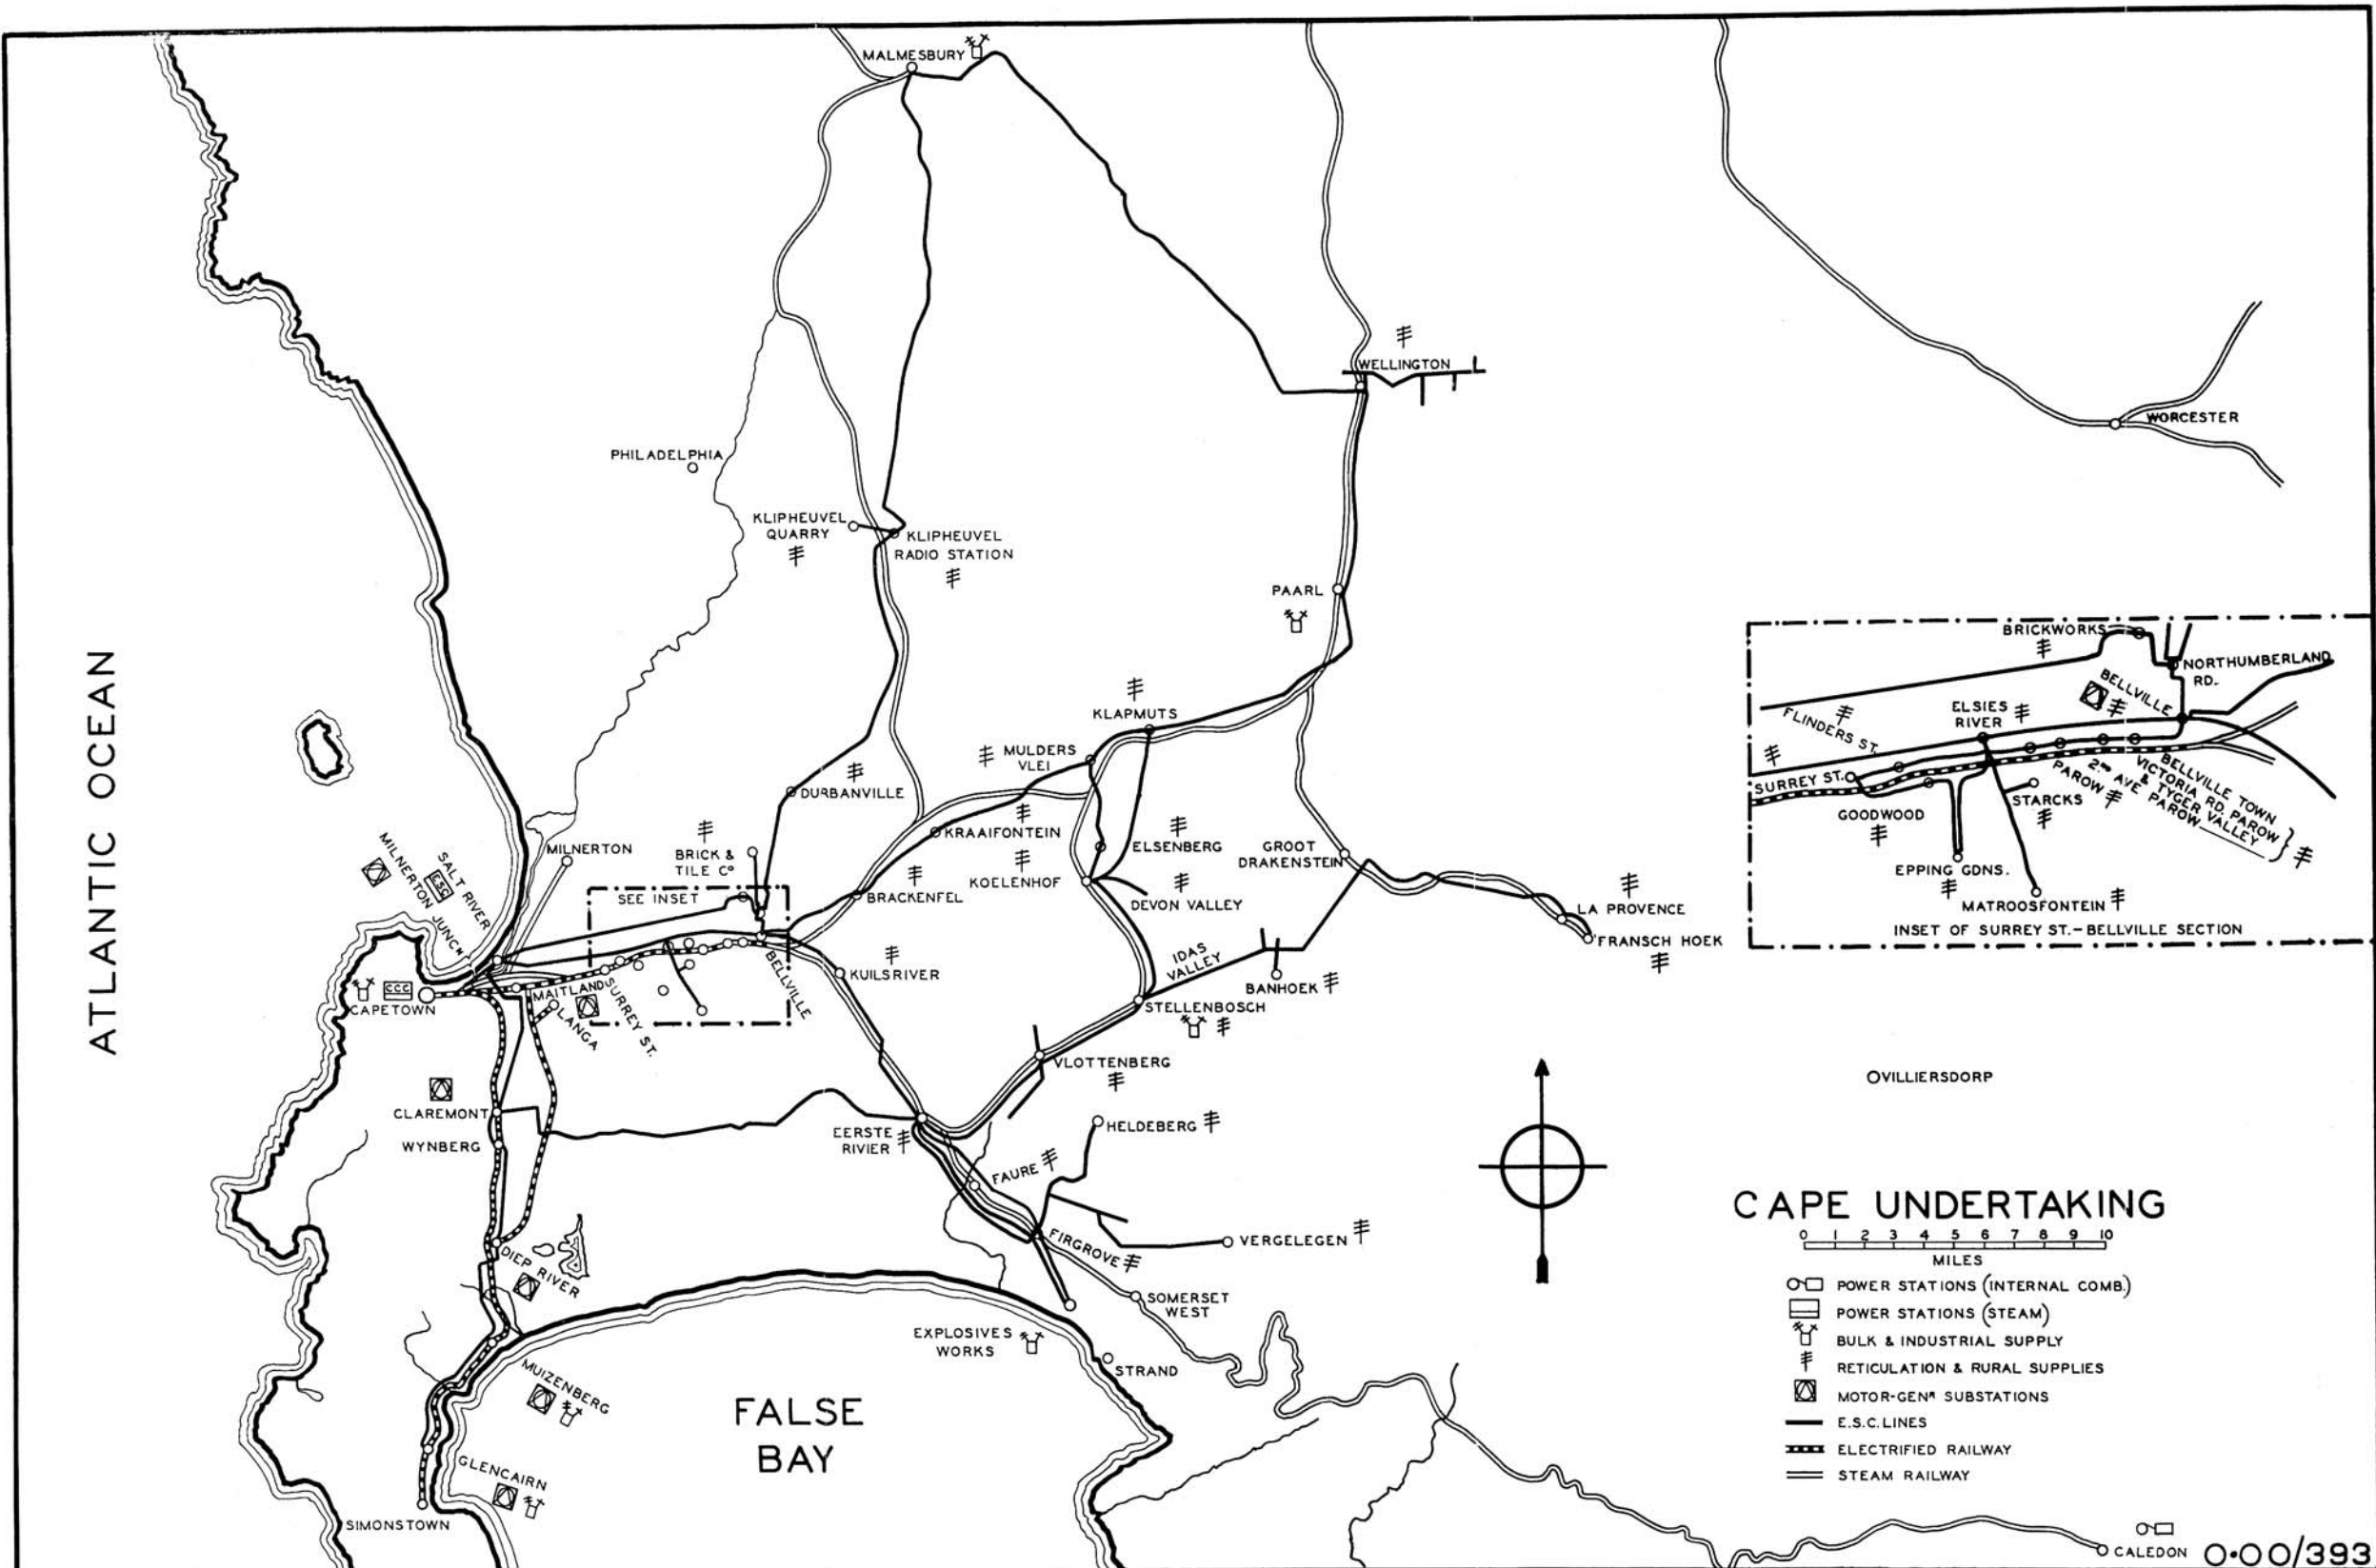 MALMESBURY
WELLINGTON
WORCESTER
PHILADELPHIA
KLIPHEUVEL
QUARRY
KLIPHEUVEL
RADIO STATION
PAARL
ATLANTIC OCEAN
KLAPMUTS
MULDERS
VLEI
DURBANVILLE
KRAAIFONTEIN
MILNERTON
BRICK &
TILE Cº
ELSENBERG
GROOT
DRAKENSTEIN
KOELENHOF
SEE INSET
BRACKENFEL
DEVON VALLEY
LA PROVENCE
FRANSCH HOEK
MILNERTON JUNCN
SALT RIVER
ESC
CCC
CAPETOWN
MAITLAND
LANGA
SURREY ST.
BELLVILLE
KUILSRIVER
IDAS
VALLEY
BANHOEK
STELLENBOSCH
VLOTTENBERG
VILLIERSDORP
CLAREMONT
WYNBERG
EERSTE
RIVIER
HELDEBERG
FAURE
FIRGROVE
VERGELEGEN
DIEP RIVER
SOMERSET
WEST
EXPLOSIVES
WORKS
STRAND
MUIZENBERG
FALSE
BAY
GLENCAIRN
SIMONSTOWN
CALEDON
BRICKWORKS
NORTHUMBERLAND
RD.
BELLVILLE
ELSIES
RIVER
FLINDERS ST.
SURREY ST.
GOODWOOD
PAROW
STARCKS
BELLVILLE TOWN
VICTORIA RD. PAROW
& TYGER VALLEY
2ND AVE PAROW
EPPING GDNS.
MATROOSFONTEIN
INSET OF SURREY ST.-BELLVILLE SECTION
CAPE UNDERTAKING
0 1 2 3 4 5 6 7 8 9 10
MILES
POWER STATIONS (INTERNAL COMB.)
POWER STATIONS (STEAM)
BULK & INDUSTRIAL SUPPLY
RETICULATION & RURAL SUPPLIES
MOTOR-GENR SUBSTATIONS
E.S.C. LINES
ELECTRIFIED RAILWAY
STEAM RAILWAY
0·00/393